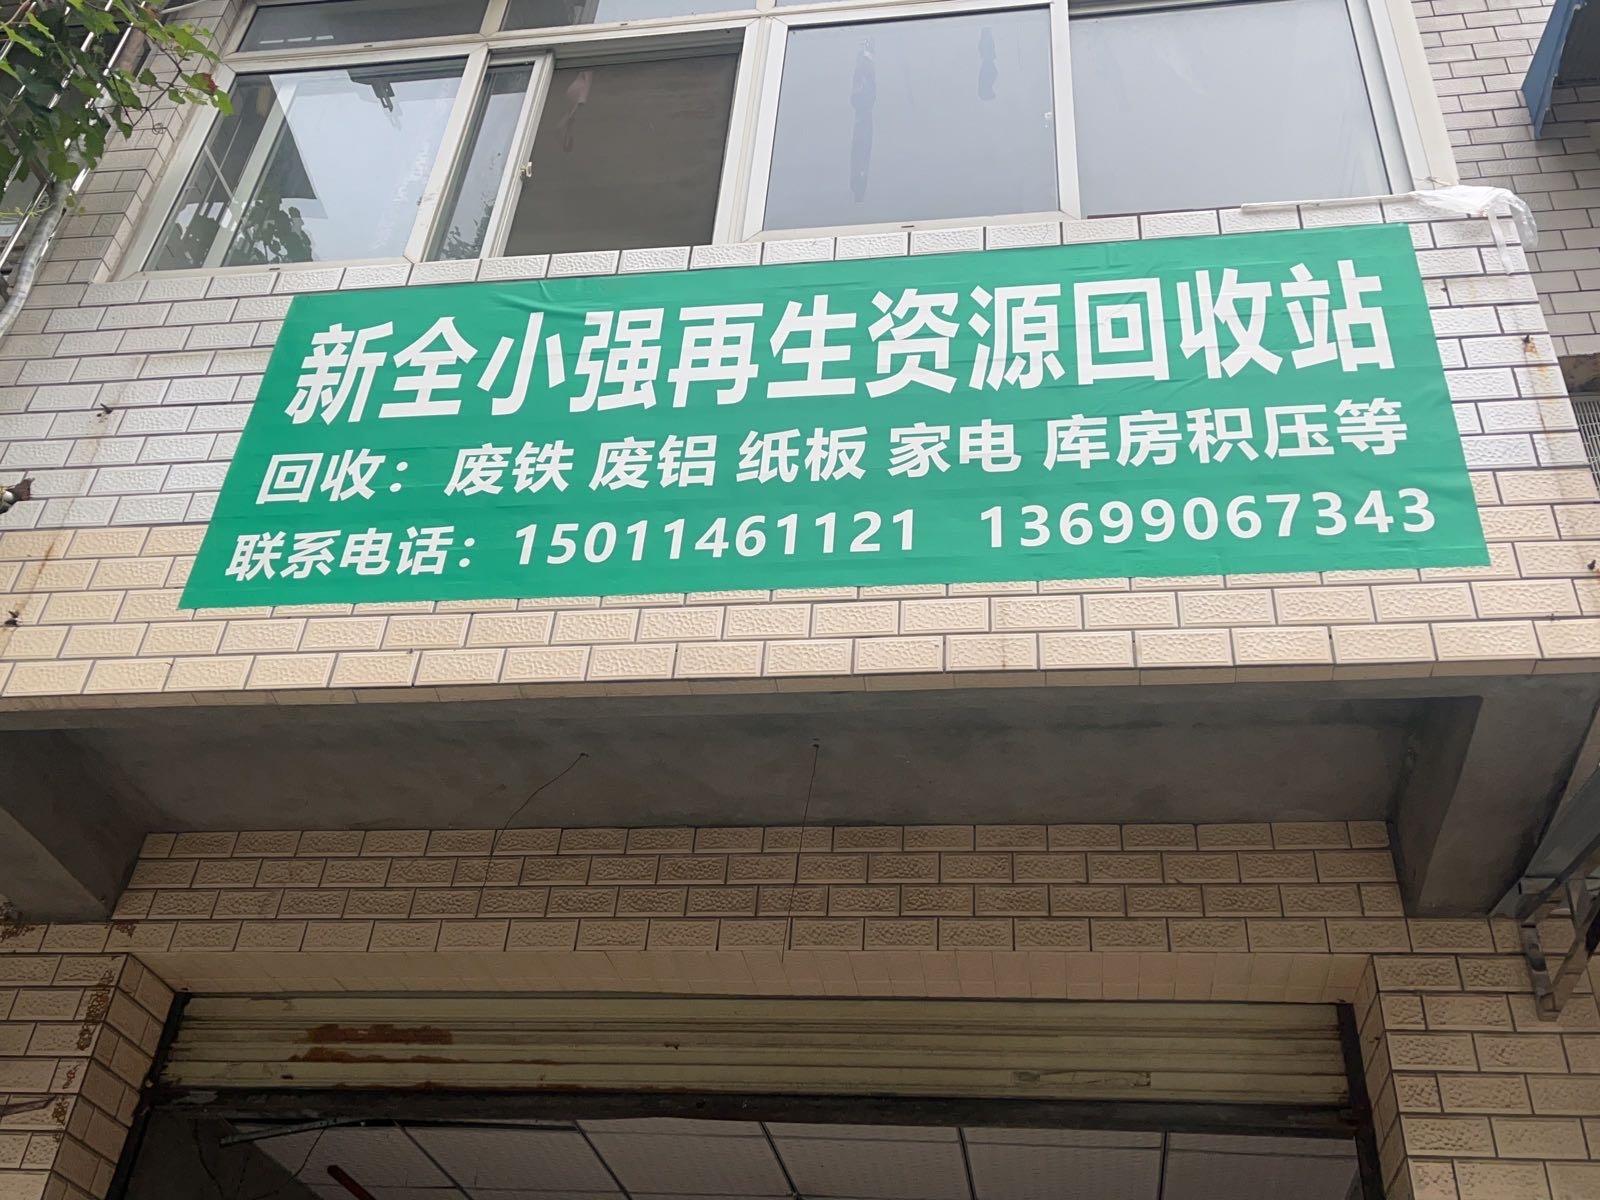 新全小强再生资源回收站
回收：废铁 废铝 纸板 家电 库房积压等
联系电话：15011461121 13699067343